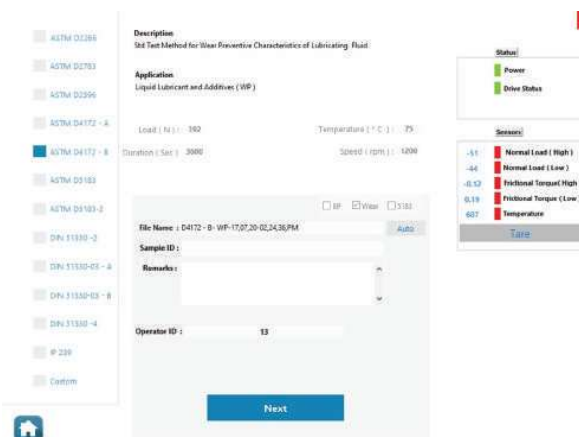 ASTM D2266
ASTM D2783
ASTM D2596
ASTM D4172 - A
ASTM D4172 - B
ASTM D5183
ASTM D5183-2
DIN 51350 -2
DIN 51350-03 - A
DIN 51350-03 - B
DIN 51350 -4
IP 239
Custom
Description
Std Test Method for Wear Preventive Characteristics of Lubricating Fluid
Application
Liquid Lubricant and Additives ( WP )
Load ( N ) : 392
Temperature ( ° C ) : 75
Duration ( Sec ) 3600
Speed ( rpm ) : 1200
EP Wear 5183
File Name : D4172 - B- WP-17,07,20-02,24,36,PM
Auto
Sample ID :
Remarks :
Operator ID : 13
Next
Status
Power
Drive Status
Sensors
-51 Normal Load ( High )
-44 Normal Load ( Low )
Frictional Torque( High
0.19 Frictional Torque ( Low )
607 Temperature
Tare